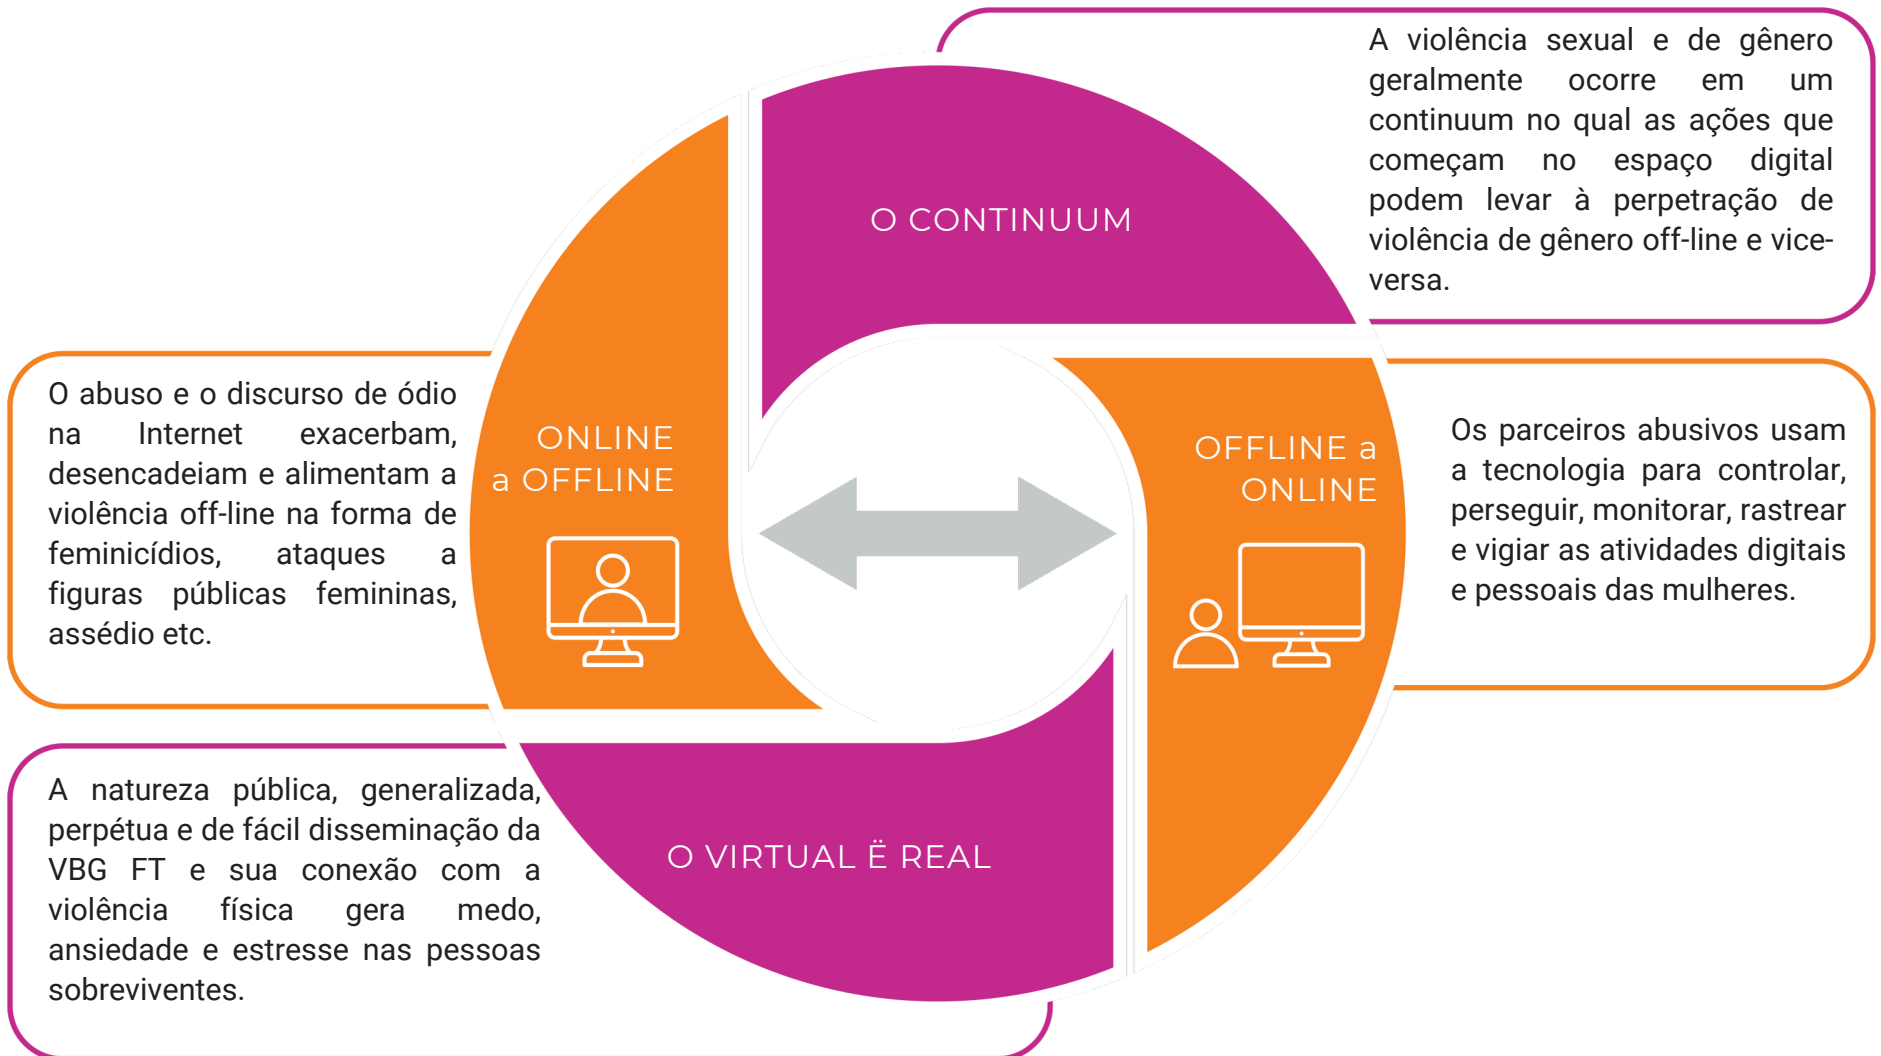 O CONTINUUM
A violência sexual e de gênero
geralmente ocorre em um
continuum no qual as ações que
começam no espaço digital
podem levar à perpetração de
violência de gênero off-line e vice-
versa.
O abuso e o discurso de ódio
na Internet exacerbam,
desencadeiam e alimentam a
violência off-line na forma de
feminicídios, ataques a
figuras públicas femininas,
assédio etc.
ONLINE
a OFFLINE
OFFLINE a
ONLINE
Os parceiros abusivos usam
a tecnologia para controlar,
perseguir, monitorar, rastrear
e vigiar as atividades digitais
e pessoais das mulheres.
A natureza pública, generalizada,
perpétua e de fácil disseminação da
VBG FT e sua conexão com a
violência física gera medo,
ansiedade e estresse nas pessoas
sobreviventes.
O VIRTUAL Ë REAL